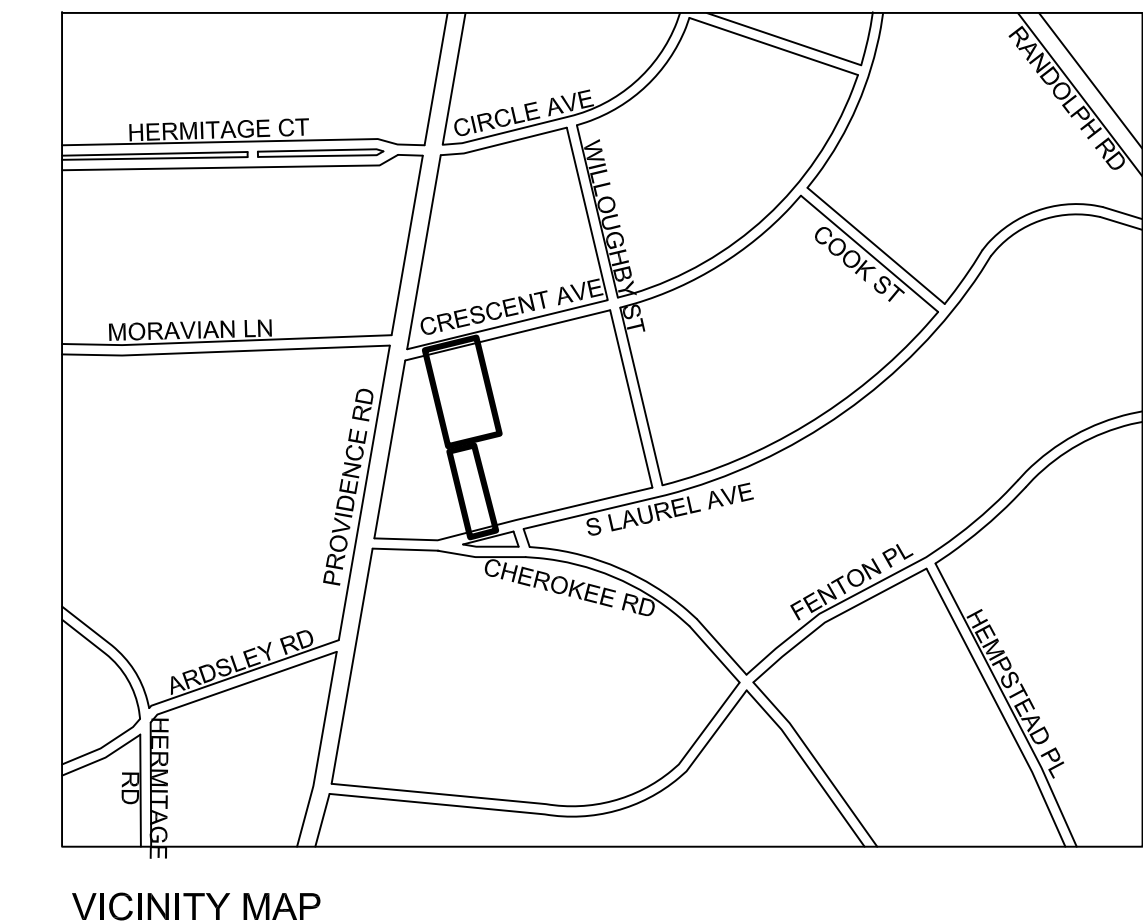 RANDOLPH RD
CIRCLE AVE
HERMITAGE CT
WILLOUGHBY ST
COOK ST
CRESCENT AVE
MORAVIAN LN
PROVIDENCE RD
S LAUREL AVE
CHEROKEE RD
FENTON PL
HEMPSTEAD PL
ARDSLEY RD
HERMITAGE
RD
VICINITY MAP